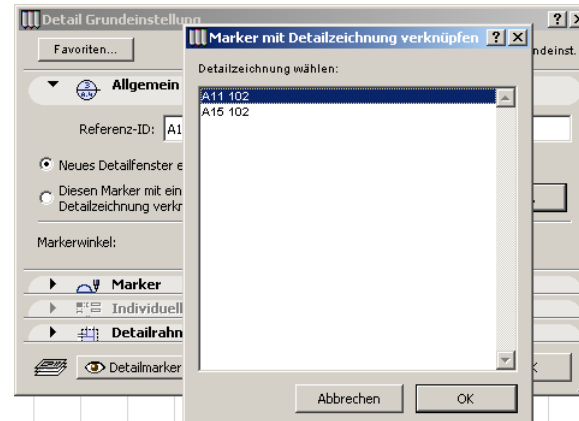 Detail Grundeinstellung
Marker mit Detailzeichnung verknüpfen
Favoriten...
ndeinst.
Detailzeichnung wählen:
Allgemein
A11 102
A15 102
Referenz-ID: A1
Neues Detailfenster e
Diesen Marker mit ein
Detailzeichnung verkr
Markerwinkel:
Marker
Individuell
Detailrahn
Detailmarker
Abbrechen
OK